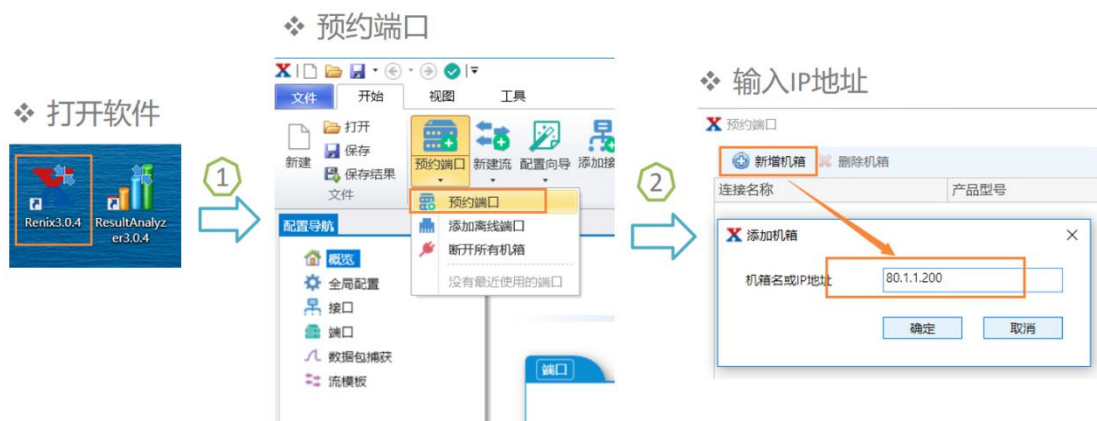 ❖ 打开软件
Renix3.0.4
ResultAnalyz
er3.0.4
1
❖ 预约端口
文件
开始
视图
工具
新建
打开
保存
保存结果
文件
预约端口
新建流
配置向导
添加接
预约端口
添加离线端口
断开所有机箱
没有最近使用的端口
配置导航
概览
全局配置
接口
端口
数据包捕获
流模板
端口
2
❖ 输入IP地址
预约端口
新增机箱
删除机箱
连接名称
产品型号
添加机箱
机箱名或IP地址
80.1.1.200
确定
取消